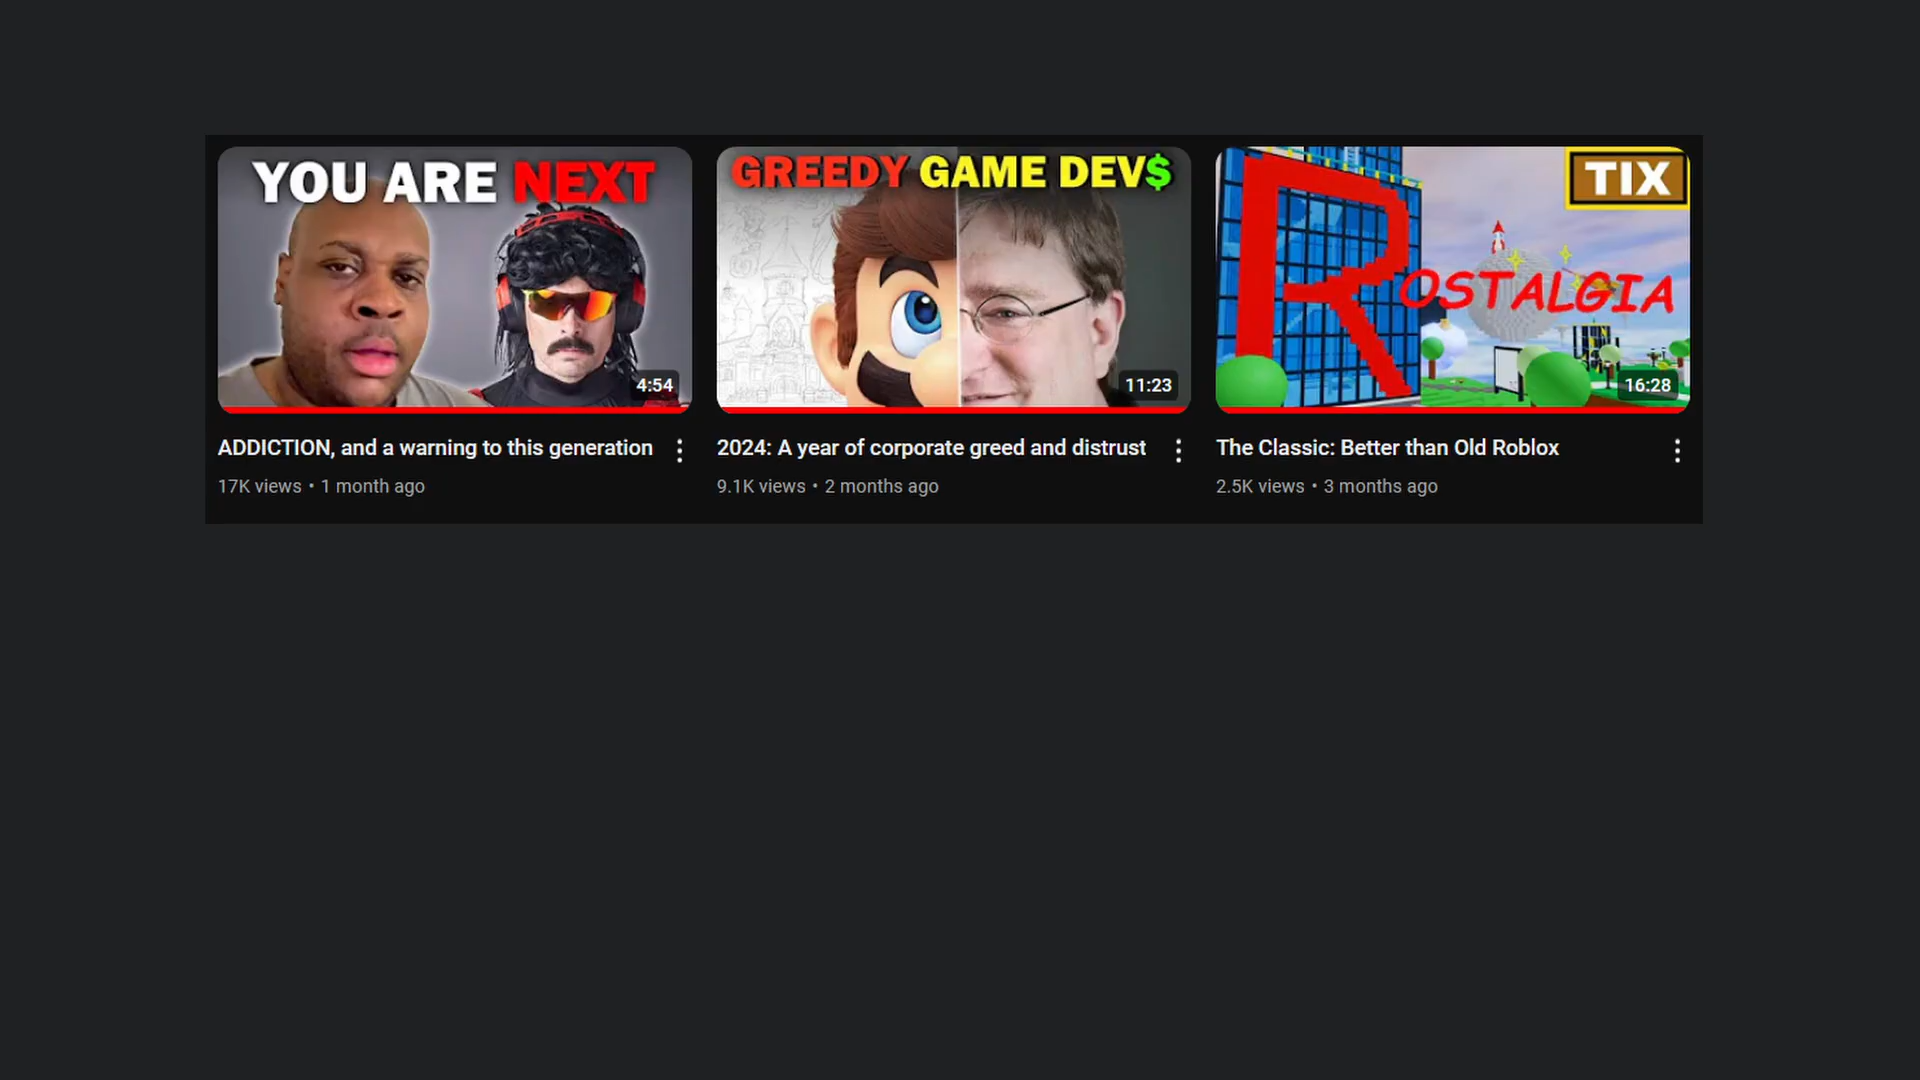 YOU ARE NEXT
4:54
ADDICTION, and a warning to this generation
17K views • 1 month ago
GREEDY GAME DEV$
11:23
2024: A year of corporate greed and distrust
9.1K views • 2 months ago
TIX
ROSTALGIA
16:28
The Classic: Better than Old Roblox
2.5K views • 3 months ago